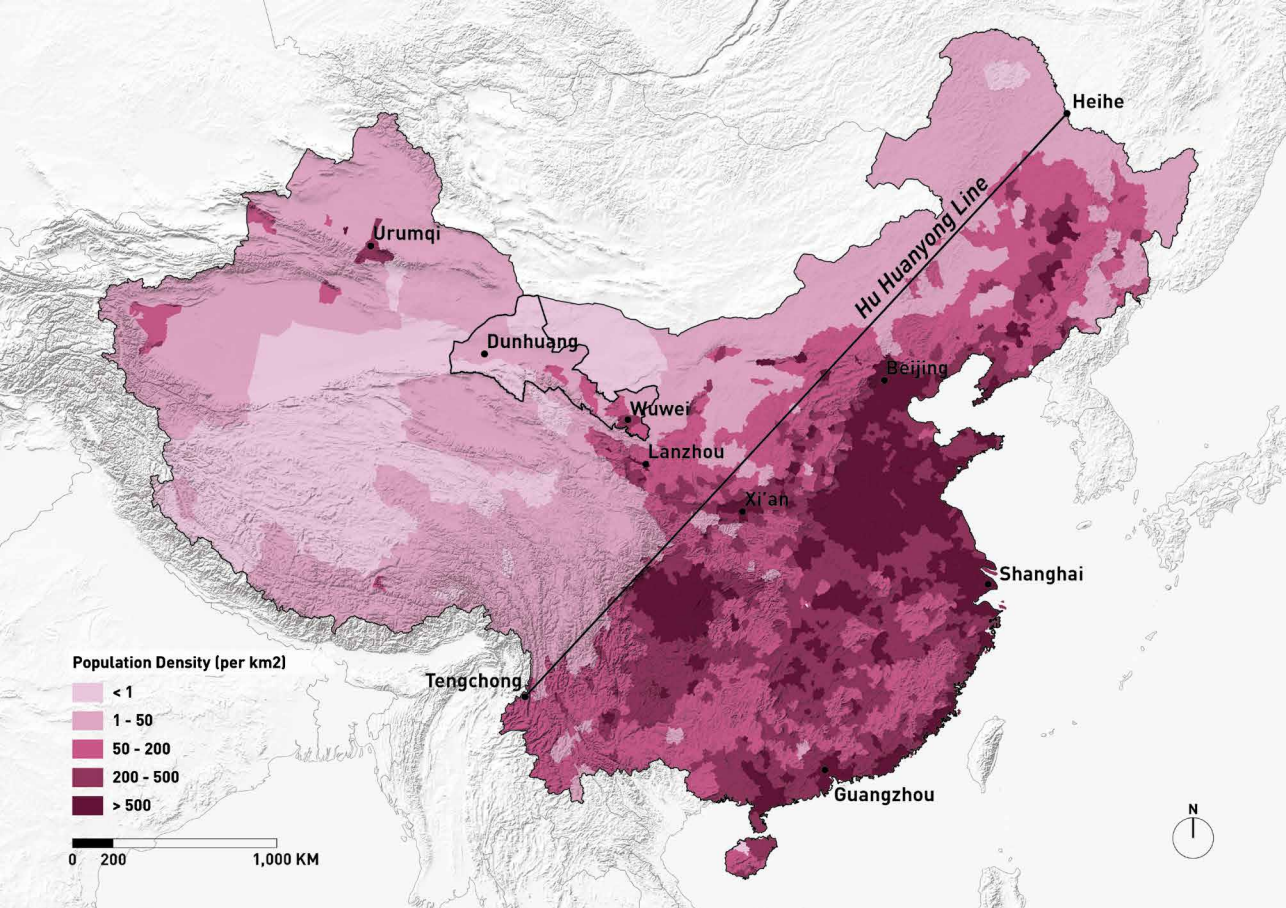 Heihe
Hu Huanyong Line
Urumqi
Dunhuang
Beijing
Wuwei
Lanzhou
Xi'an
Shanghai
Tengchong
Guangzhou
Population Density (per km2)
< 1
1 - 50
50 - 200
200 - 500
> 500
0 200 1,000 KM
N